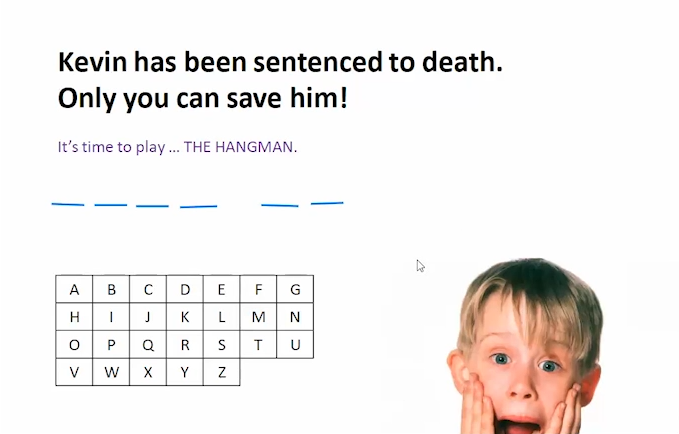 Kevin has been sentenced to death.
Only you can save him!
It's time to play ... THE HANGMAN.
A B C D E F G
H I J K L M N
O P Q R S T U
V W X Y Z